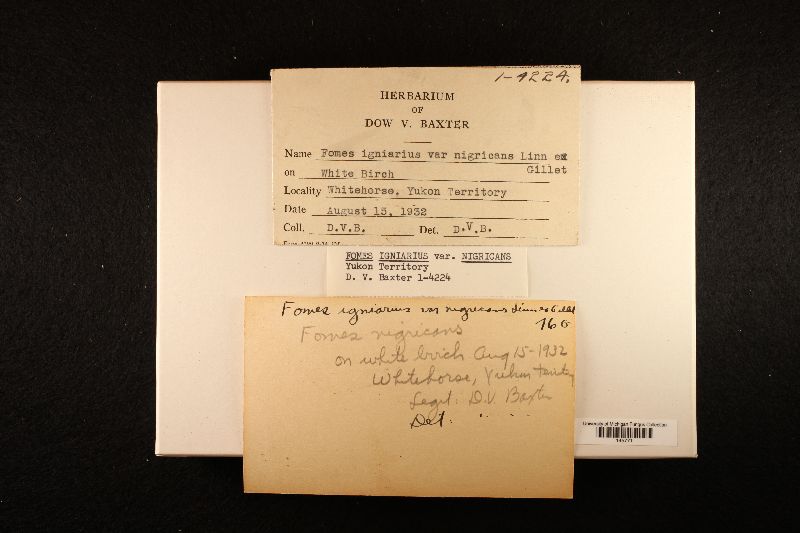 1-4224.
HERBARIUM
OF
DOW V. BAXTER
Name Fomes igniarius var nigricans Linn ex
Gillet
on White Birch
Locality Whitehorse, Yukon Territory
Date August 15, 1932
Coll. D.V.B. Det. D.V.B.
FOMES IGNIARIUS var. NIGRICANS
Yukon Territory
D. V. Baxter 1-4224
Fomes igniarius var nigricans Linn ex Gillet
Fomes nigricans
on white birch Aug 15-1932
Whitehorse, Yukon territory
Legit: D.V. Baxter
Det: " " "
University of Michigan Fungus Collection